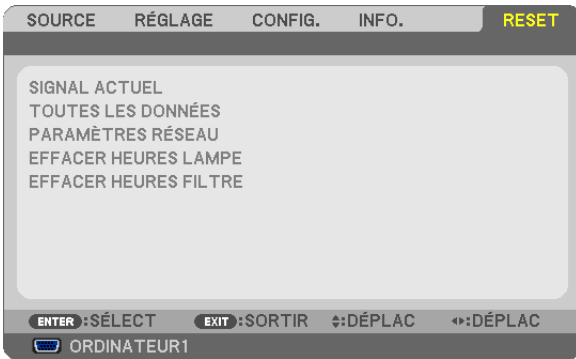 SOURCE RÉGLAGE CONFIG. INFO. RESET
SIGNAL ACTUEL
TOUTES LES DONNÉES
PARAMÈTRES RÉSEAU
EFFACER HEURES LAMPE
EFFACER HEURES FILTRE
ENTER :SÉLECT EXIT :SORTIR :DÉPLAC :DÉPLAC
ORDINATEUR1